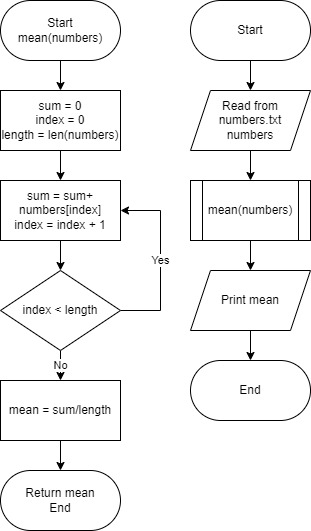 Start
mean(numbers)
sum = 0
index = 0
length = len(numbers)
sum = sum+
numbers[index]
index = index + 1
Yes
index < length
No
mean = sum/length
Return mean
End
Start
Read from
numbers.txt
numbers
mean(numbers)
Print mean
End